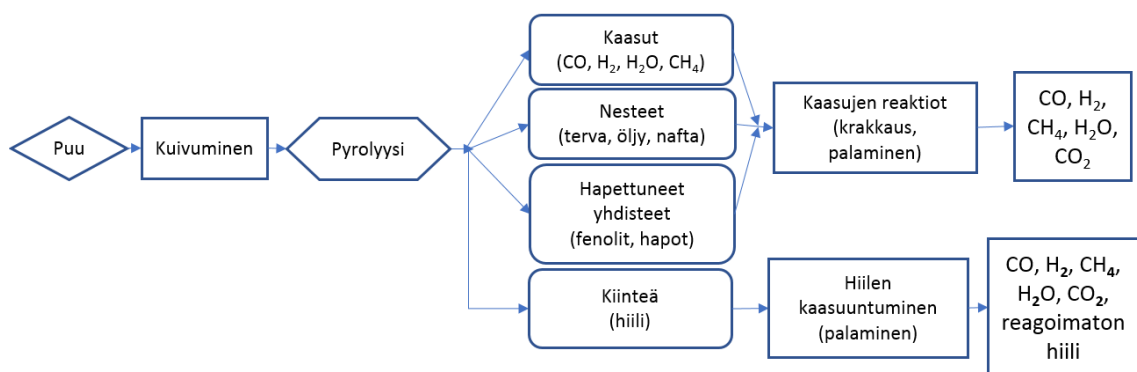 Puu
Kuivuminen
Pyrolyysi
Kaasut
(CO, H₂, H₂O, CH₄)
Nesteet
(terva, öljy, nafta)
Hapettuneet
yhdisteet
(fenolit, hapot)
Kiinteä
(hiili)
Kaasujen reaktiot
(krakkaus,
palaminen)
CO, H₂,
CH₄, H₂O,
CO₂
Hiilen
kaasuuntuminen
(palaminen)
CO, H₂, CH₄,
H₂O, CO₂,
reagoimaton
hiili